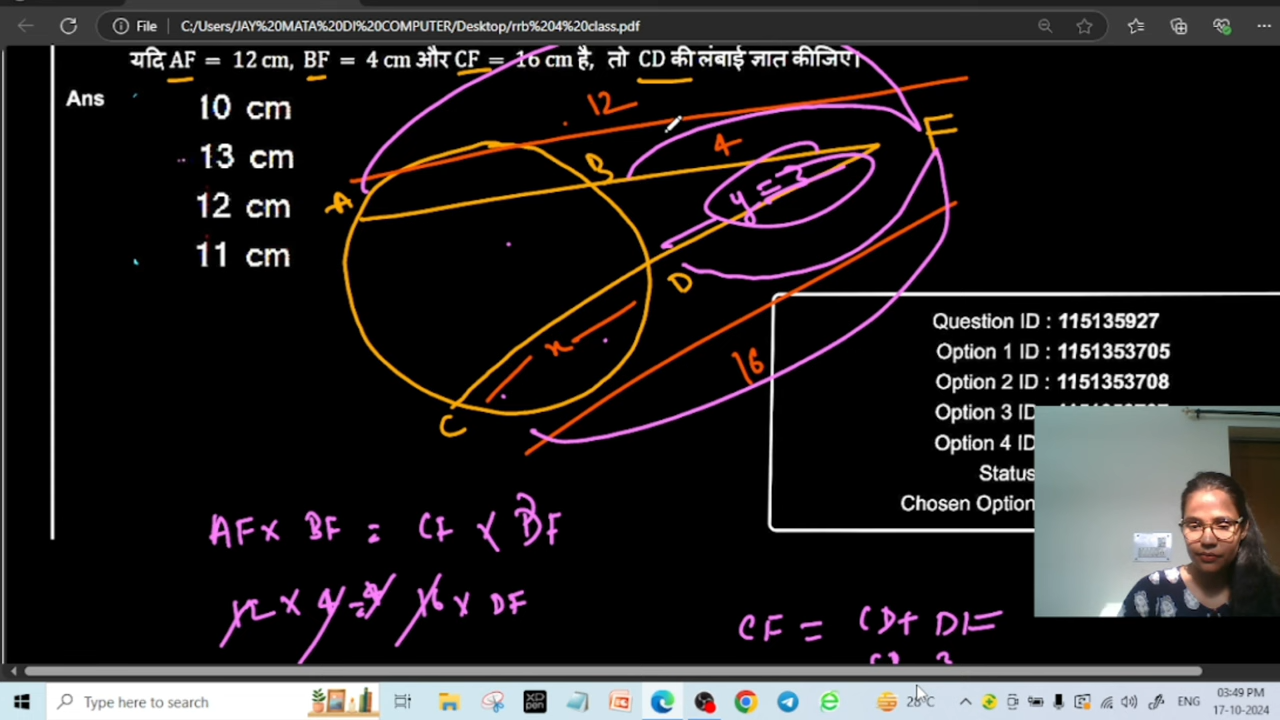 File C:/Users/JAY%20MATA%20DI%20COMPUTER/Desktop/rrb%204%20class.pdf
यदि AF = 12 cm, BF = 4 cm और CF = 16 cm है, तो CD की लंबाई ज्ञात कीजिए।
Ans
10 cm
13 cm
12 cm
11 cm
12
4
F
B
A
y = 3
D
x
16
C
Question ID : 115135927
Option 1 ID : 1151353705
Option 2 ID : 1151353708
Option 3 ID
Option 4 ID
Status
Chosen Option
AF x BF = CF x
12 x 4 = 16 x DF
CF = CD + DF
Type here to search
28°C
ENG
03:49 PM
17-10-2024